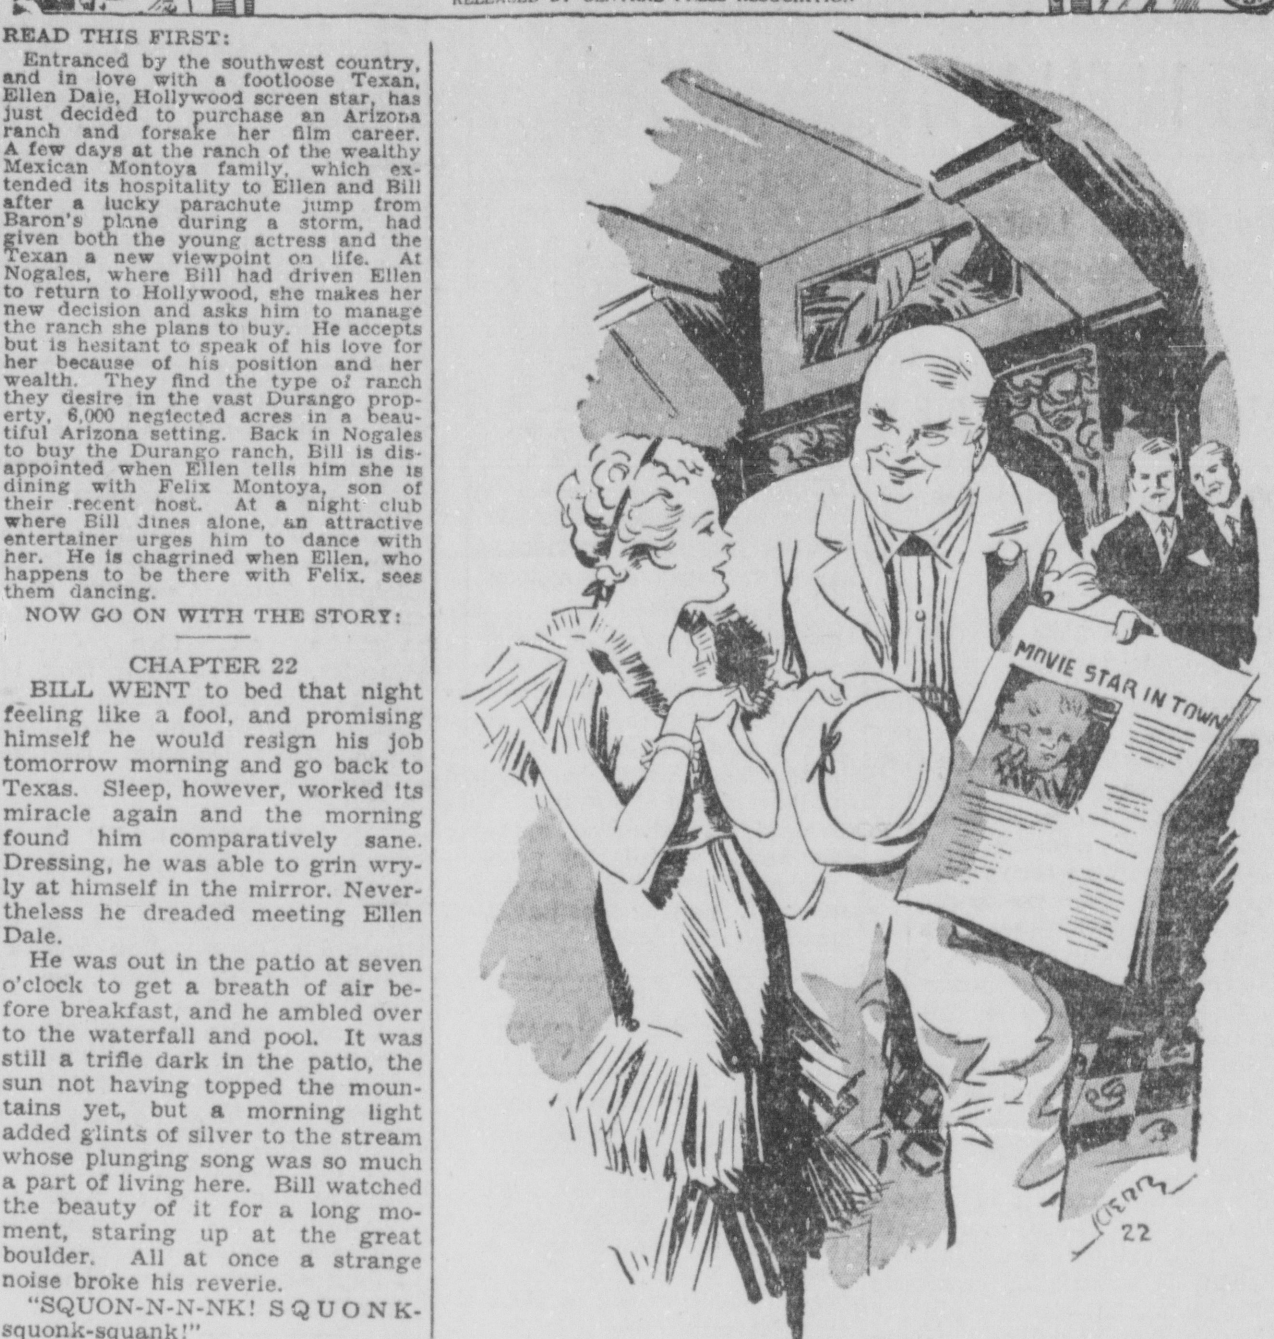 RELEASED BY CENTRAL PRESS ASSOCIATION
READ THIS FIRST:
Entranced by the southwest country,
and in love with a footloose Texan,
Ellen Dale, Hollywood screen star, has
just decided to purchase an Arizona
ranch and forsake her film career.
A few days at the ranch of the wealthy
Mexican Montoya family, which ex-
tended its hospitality to Ellen and Bill
after a lucky parachute jump from
Baron's plane during a storm, had
given both the young actress and the
Texan a new viewpoint on life. At
Nogales, where Bill had driven Ellen
to return to Hollywood, she makes her
new decision and asks him to manage
the ranch she plans to buy. He accepts
but is hesitant to speak of his love for
her because of his position and her
wealth. They find the type of ranch
they desire in the vast Durango prop-
erty, 6,000 neglected acres in a beau-
tiful Arizona setting. Back in Nogales
to buy the Durango ranch, Bill is dis-
appointed when Ellen tells him she is
dining with Felix Montoya, son of
their recent host. At a night club
where Bill dines alone, an attractive
entertainer urges him to dance with
her. He is chagrined when Ellen, who
happens to be there with Felix, sees
them dancing.
NOW GO ON WITH THE STORY:
CHAPTER 22
BILL WENT to bed that night
feeling like a fool, and promising
himself he would resign his job
tomorrow morning and go back to
Texas. Sleep, however, worked its
miracle again and the morning
found him comparatively sane.
Dressing, he was able to grin wry-
ly at himself in the mirror. Never-
theless he dreaded meeting Ellen
Dale.
He was out in the patio at seven
o'clock to get a breath of air be-
fore breakfast, and he ambled over
to the waterfall and pool. It was
still a trifle dark in the patio, the
sun not having topped the moun-
tains yet, but a morning light
added glints of silver to the stream
whose plunging song was so much
a part of living here. Bill watched
the beauty of it for a long mo-
ment, staring up at the great
boulder. All at once a strange
noise broke his reverie.
"SQUON-N-N-NK! SQUONK-
squonk-squank!"
MOVIE STAR IN TOWN
22